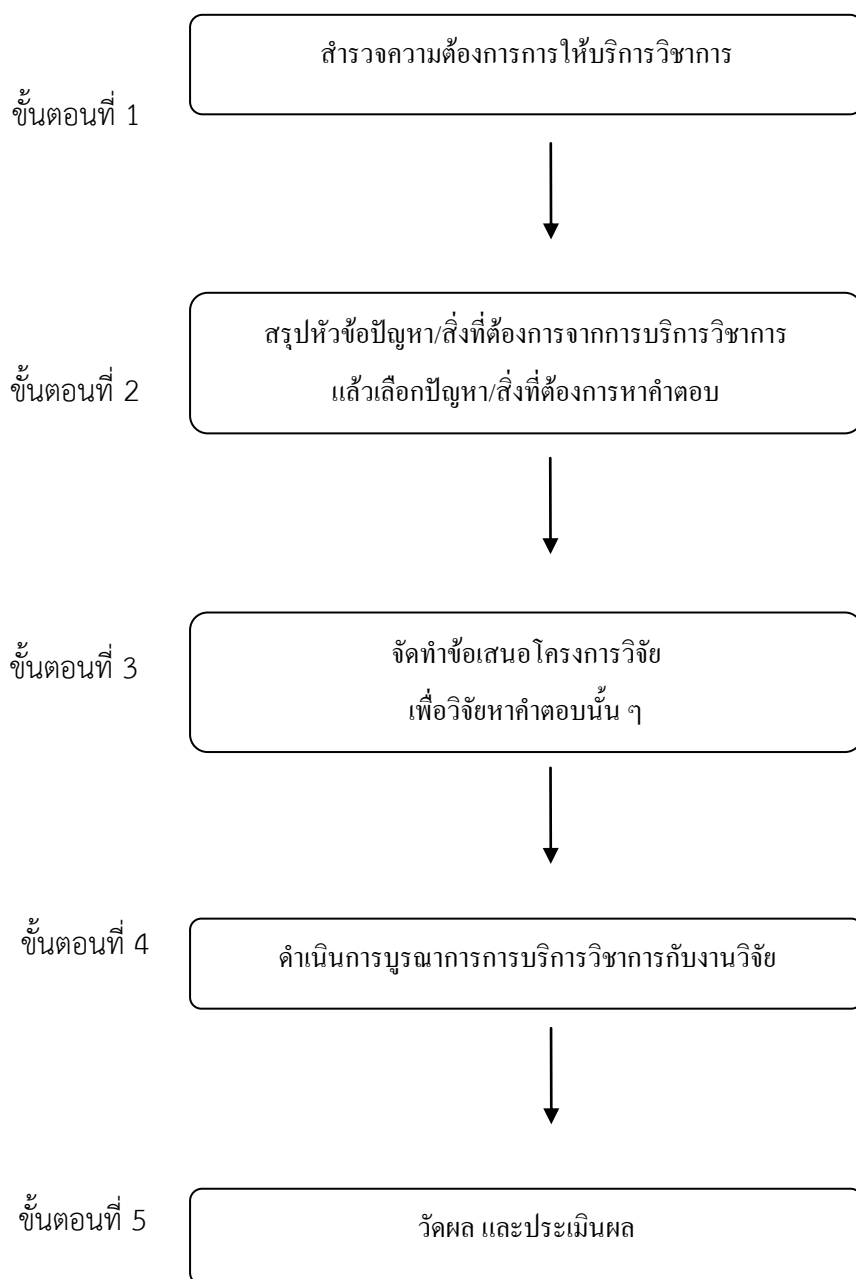 สำรวจความต้องการการให้บริการวิชาการ
ขั้นตอนที่ 1
สรุปหัวข้อปัญหา/สิ่งที่ต้องการจากการบริการวิชาการ
แล้วเลือกปัญหา/สิ่งที่ต้องการหาคำตอบ
ขั้นตอนที่ 2
จัดทำข้อเสนอโครงการวิจัย
เพื่อวิจัยหาคำตอบนั้น ๆ
ขั้นตอนที่ 3
ดำเนินการบูรณาการการบริการวิชาการกับงานวิจัย
ขั้นตอนที่ 4
วัดผล และประเมินผล
ขั้นตอนที่ 5